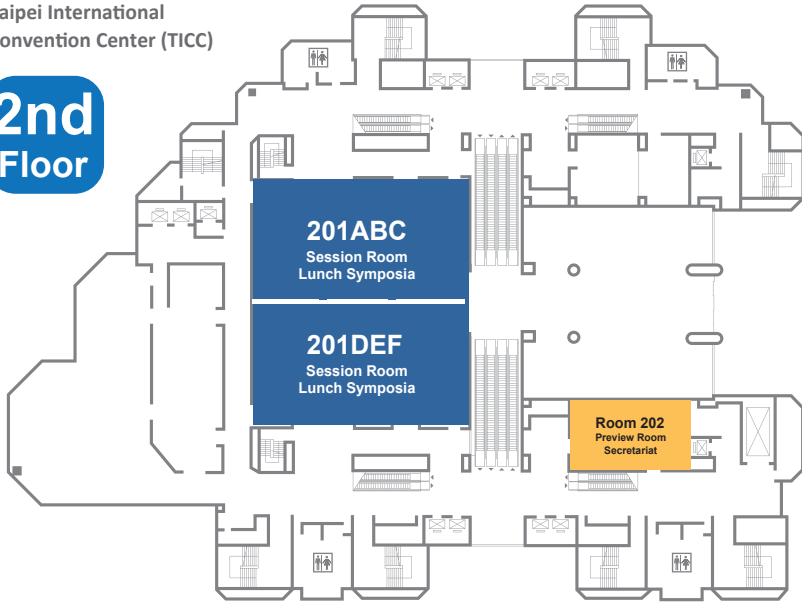 aipei International
onvention Center (TICC)
2nd
Floor
201ABC
Session Room
Lunch Symposia
201DEF
Session Room
Lunch Symposia
Room 202
Preview Room
Secretariat